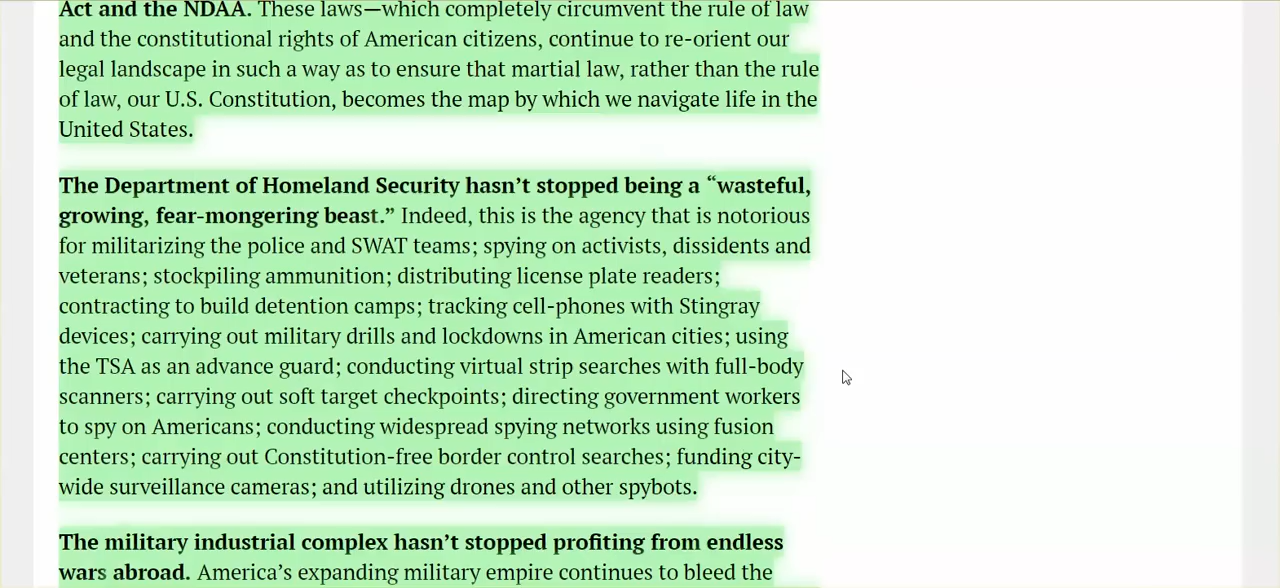 Act and the NDAA. These laws—which completely circumvent the rule of law
and the constitutional rights of American citizens, continue to re-orient our
legal landscape in such a way as to ensure that martial law, rather than the rule
of law, our U.S. Constitution, becomes the map by which we navigate life in the
United States.
The Department of Homeland Security hasn’t stopped being a “wasteful,
growing, fear-mongering beast.” Indeed, this is the agency that is notorious
for militarizing the police and SWAT teams; spying on activists, dissidents and
veterans; stockpiling ammunition; distributing license plate readers;
contracting to build detention camps; tracking cell-phones with Stingray
devices; carrying out military drills and lockdowns in American cities; using
the TSA as an advance guard; conducting virtual strip searches with full-body
scanners; carrying out soft target checkpoints; directing government workers
to spy on Americans; conducting widespread spying networks using fusion
centers; carrying out Constitution-free border control searches; funding city-
wide surveillance cameras; and utilizing drones and other spybots.
The military industrial complex hasn’t stopped profiting from endless
wars abroad. America’s expanding military empire continues to bleed the